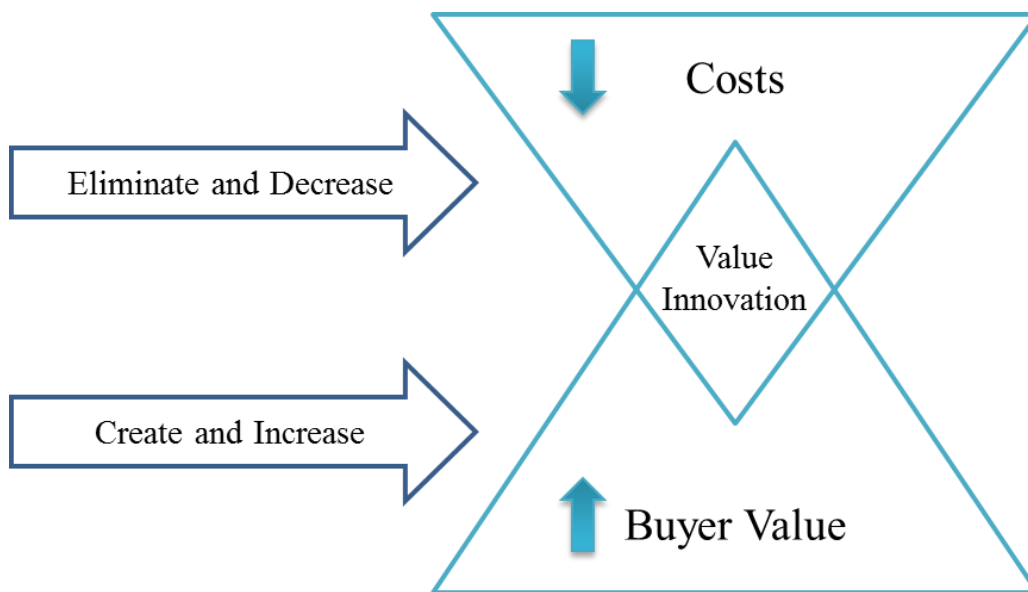 Costs
Eliminate and Decrease
Value
Innovation
Create and Increase
Buyer Value